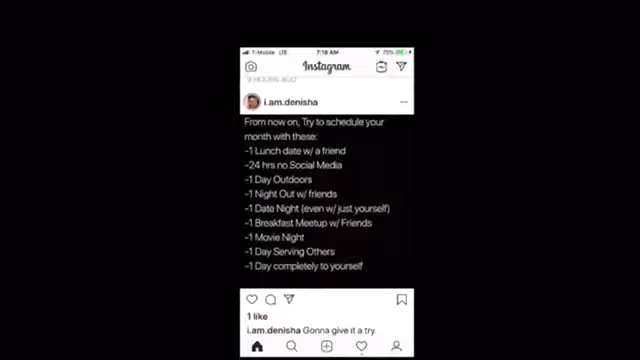 T-Mobile LTE 7:18 AM 75%
Instagram
9 HOURS AGO
i.am.denisha
From now on, Try to schedule your
month with these:
-1 Lunch date w/ a friend
-24 hrs no Social Media
-1 Day Outdoors
-1 Night Out w/ friends
-1 Date Night (even w/ just yourself)
-1 Breakfast Meetup w/ Friends
-1 Movie Night
-1 Day Serving Others
-1 Day completely to yourself
1 like
i.am.denisha Gonna give it a try.